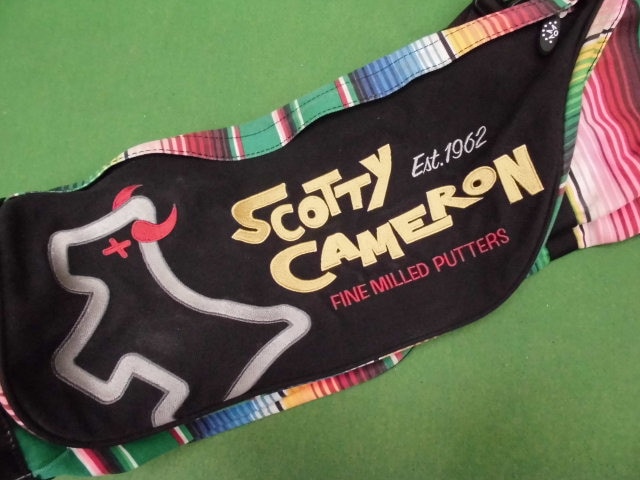 Est.1962
SCOTTY
CAMERON
FINE MILLED PUTTERS